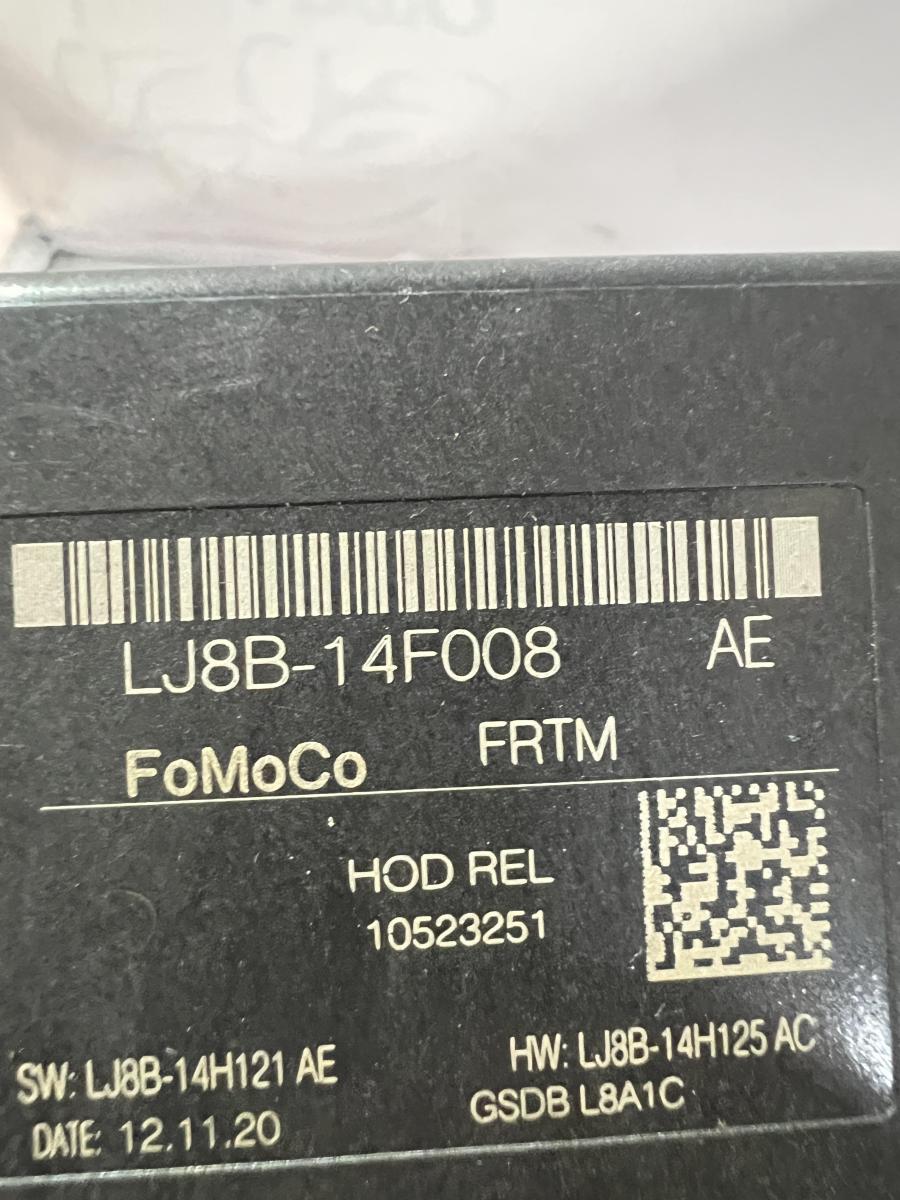 LJ8B-14F008 AE
FoMoCo FRTM
HOD REL
10523251
SW: LJ8B-14H121 AE HW: LJ8B-14H125 AC
DATE: 12.11.20 GSDB L8A1C